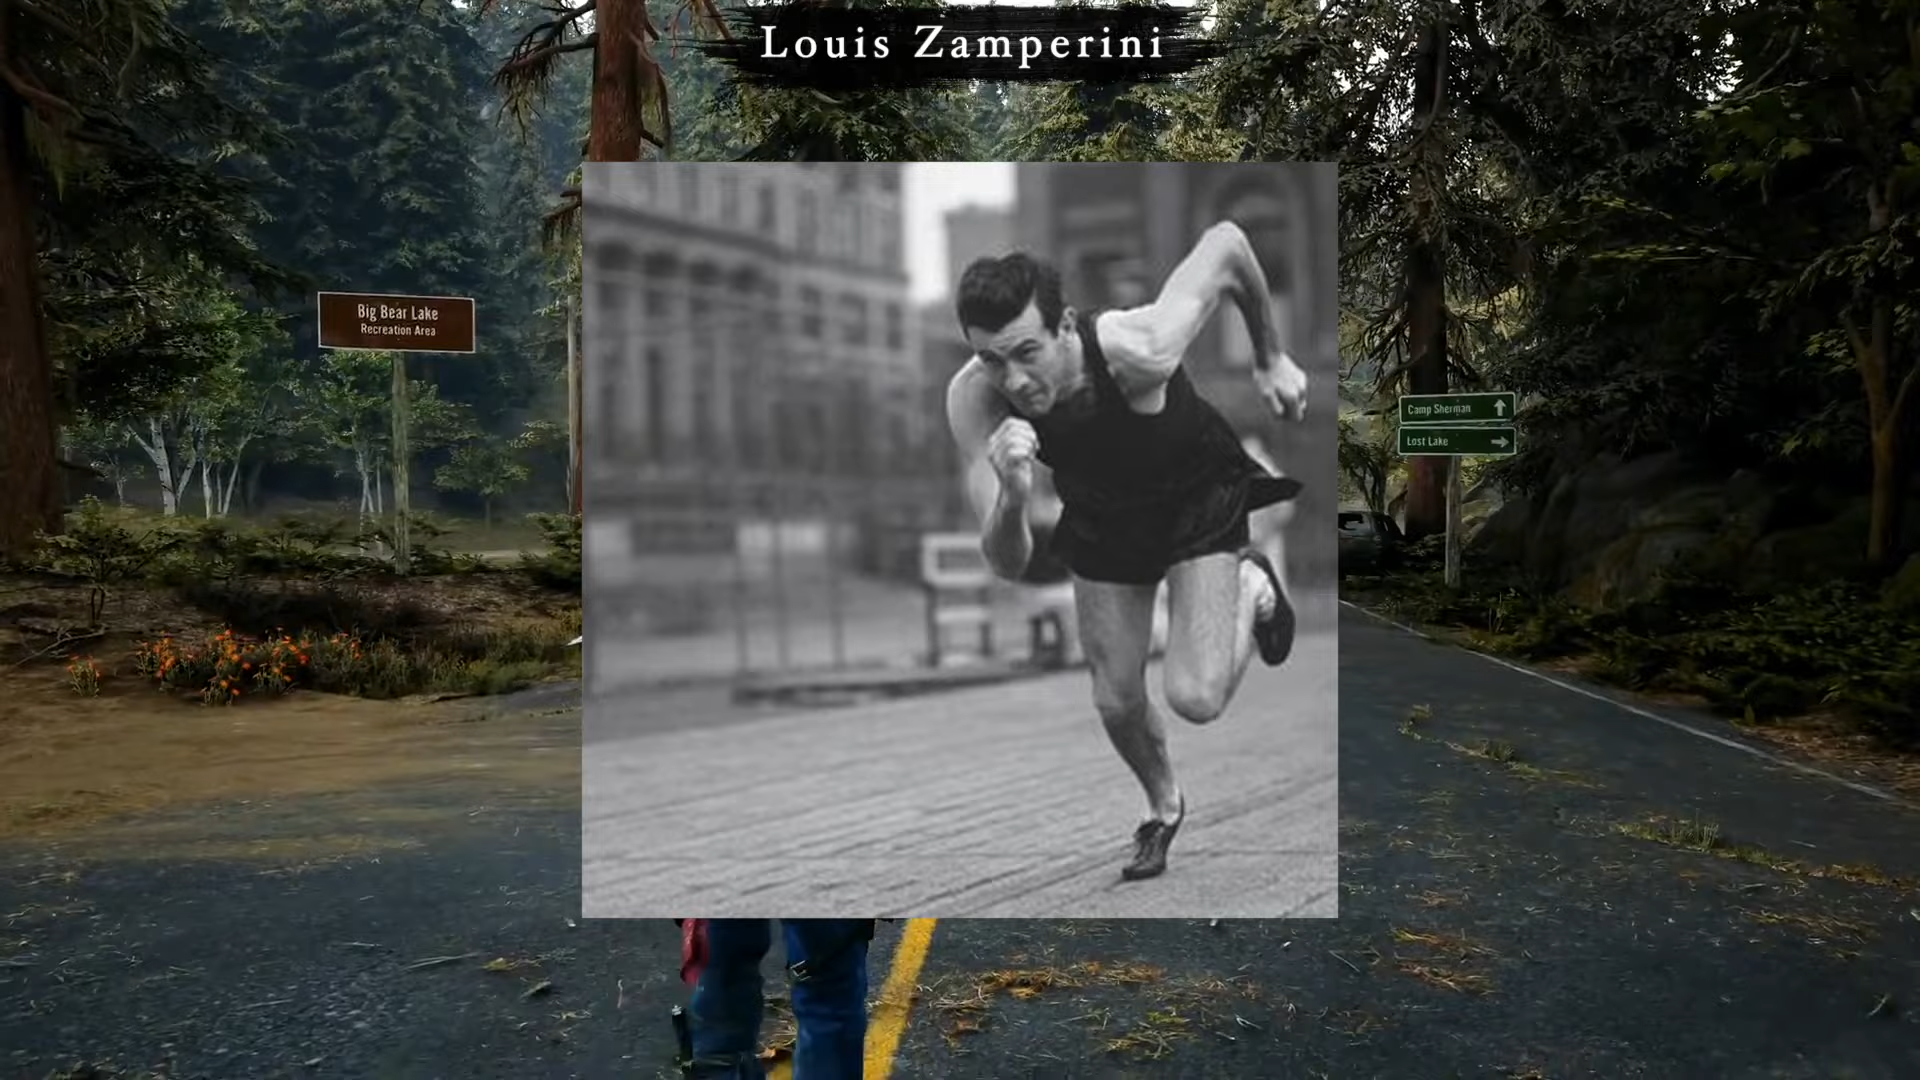 Louis Zamperini
Big Bear Lake
Recreation Area
Camp Sherman
Lost Lake